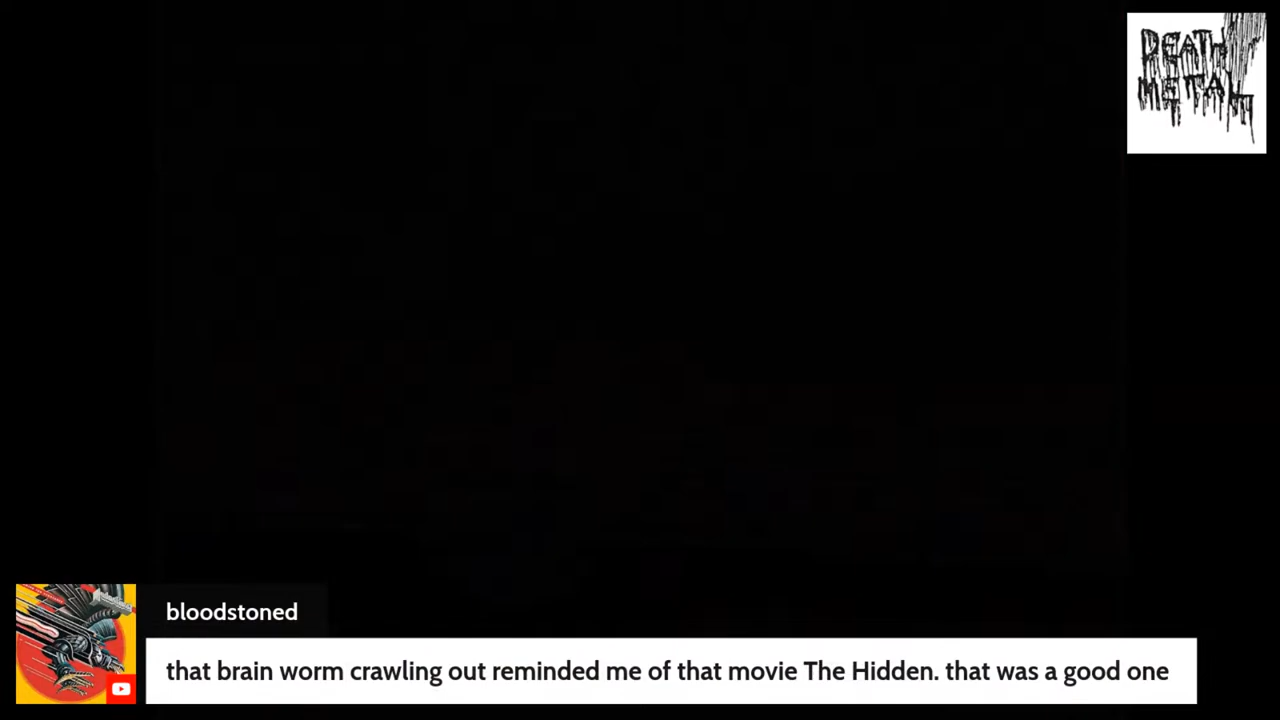 DEATH
METAL
bloodstoned
that brain worm crawling out reminded me of that movie The Hidden. that was a good one